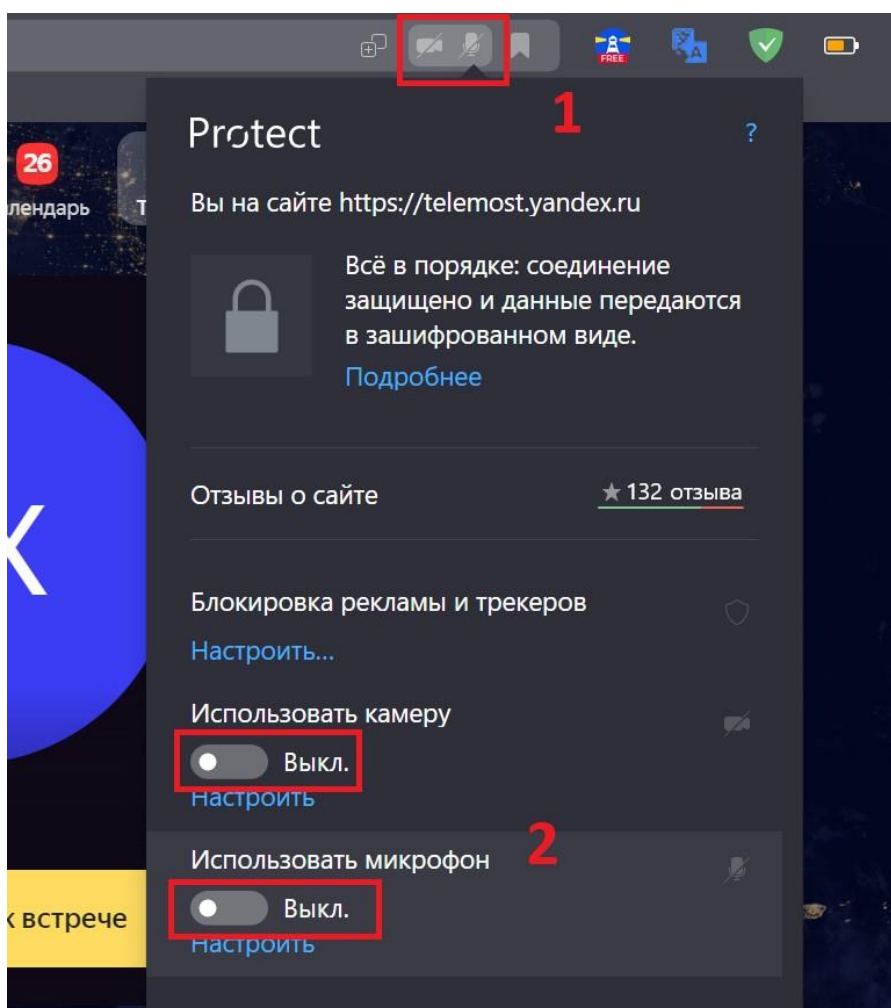 1
FREE
A
Protect
?
26
лендарь
Т
Вы на сайте https://telemost.yandex.ru
Всё в порядке: соединение
защищено и данные передаются
в зашифрованном виде.
Подробнее
Отзывы о сайте
132 отзыва
К
Блокировка рекламы и трекеров
Настроить...
Использовать камеру
Выкл.
Настроить
2
Использовать микрофон
Выкл.
Настроить
к встрече